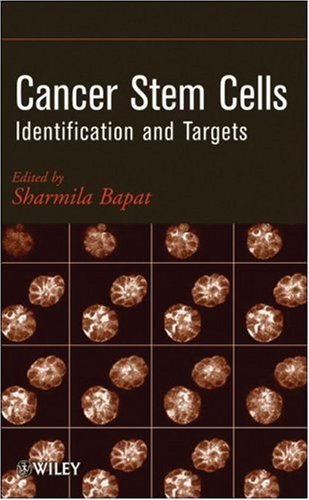 Cancer Stem Cells
Identification and Targets
Edited by
Sharmila Bapat
WILEY